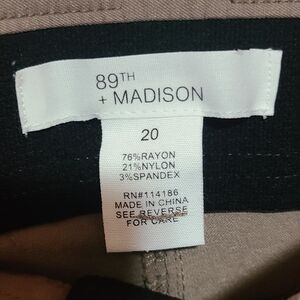 89TH
+ MADISON
20
76%RAYON
21%NYLON
3%SPANDEX
RN#114186
MADE IN CHINA
SEE REVERSE
FOR CARE